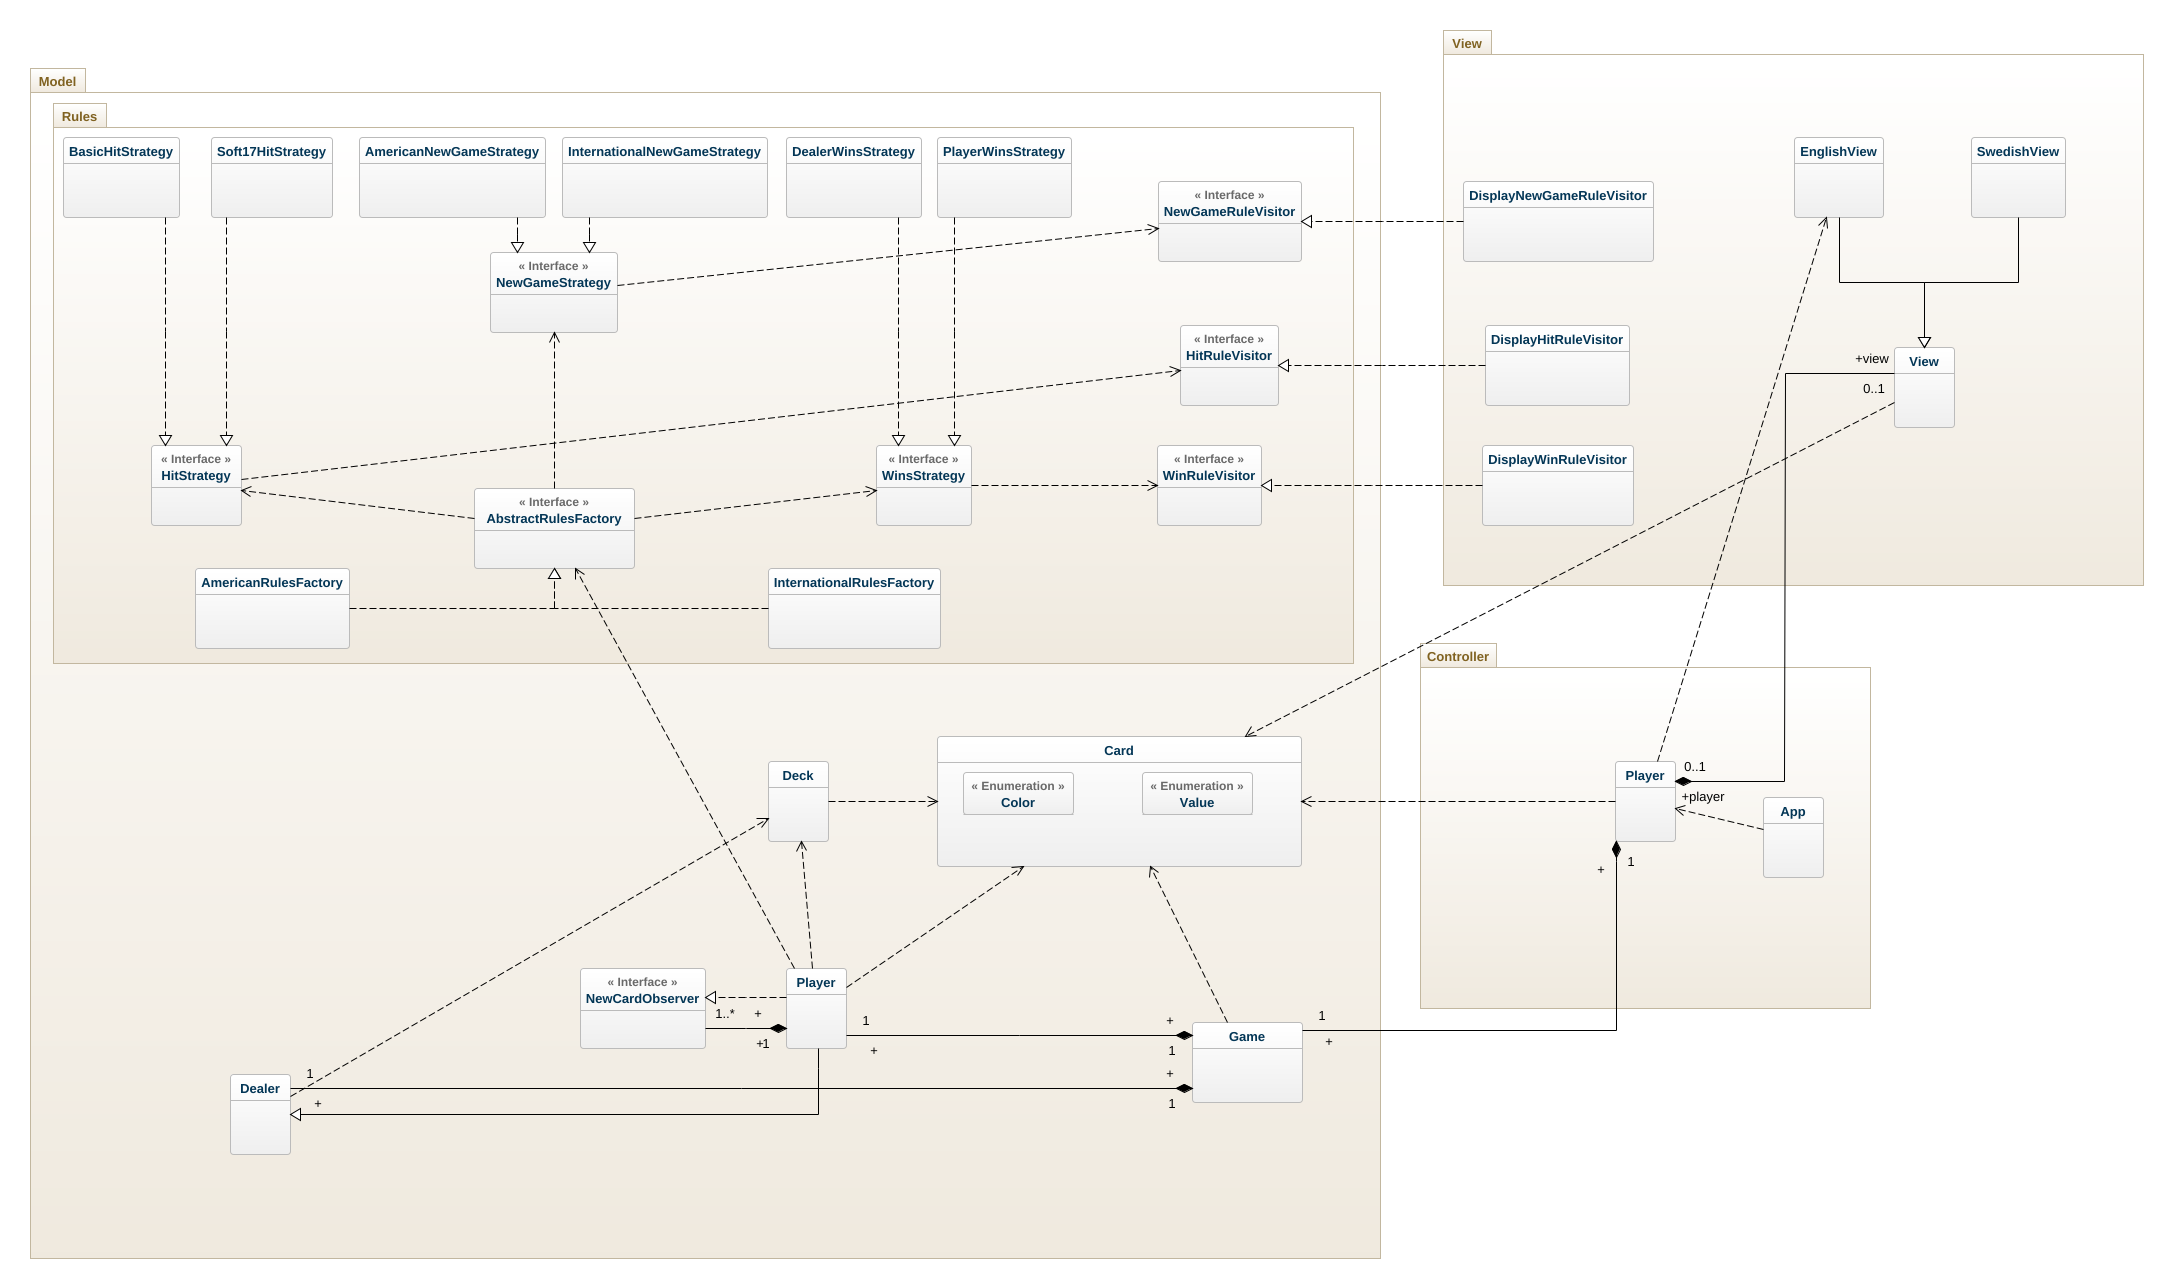 View
Model
Rules
BasicHitStrategy
Soft17HitStrategy
AmericanNewGameStrategy
InternationalNewGameStrategy
DealerWinsStrategy
PlayerWinsStrategy
EnglishView
SwedishView
« Interface »
NewGameRuleVisitor
DisplayNewGameRuleVisitor
« Interface »
NewGameStrategy
« Interface »
HitRuleVisitor
DisplayHitRuleVisitor
+view
View
0..1
« Interface »
HitStrategy
« Interface »
WinsStrategy
« Interface »
WinRuleVisitor
DisplayWinRuleVisitor
« Interface »
AbstractRulesFactory
AmericanRulesFactory
InternationalRulesFactory
Controller
Card
Deck
« Enumeration »
Color
« Enumeration »
Value
Player
0..1
+player
App
+
1
« Interface »
NewCardObserver
Player
1..*
+
+1
1
+
+
1
Game
1
+
Dealer
1
+
+
1